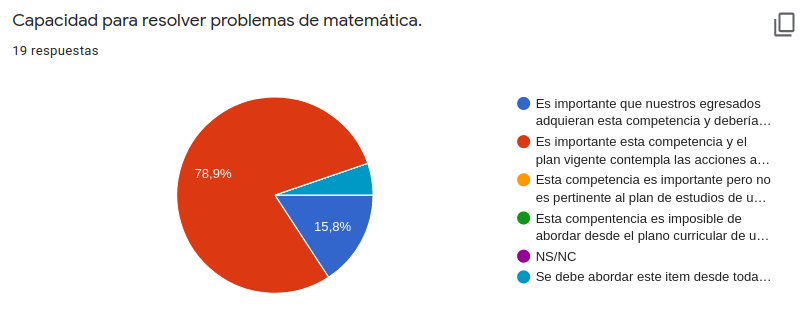 Capacidad para resolver problemas de matemática.
19 respuestas
78,9%
15,8%
Es importante que nuestros egresados
adquieran esta competencia y debería…
Es importante esta competencia y el
plan vigente contempla las acciones a…
Esta competencia es importante pero no
es pertinente al plan de estudios de u…
Esta compentencia es imposible de
abordar desde el plano curricular de u…
NS/NC
Se debe abordar este item desde toda…